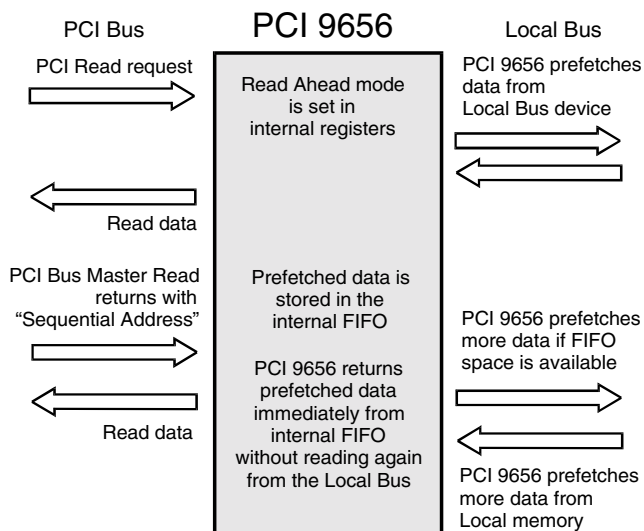 PCI Bus
PCI 9656
Local Bus
PCI Read request
Read Ahead mode
is set in
internal registers
PCI 9656 prefetches
data from
Local Bus device
Read data
PCI Bus Master Read
returns with
“Sequential Address”
Prefetched data is
stored in the
internal FIFO
PCI 9656 prefetches
more data if FIFO
space is available
PCI 9656 returns
prefetched data
immediately from
internal FIFO
without reading again
from the Local Bus
Read data
PCI 9656 prefetches
more data from
Local memory